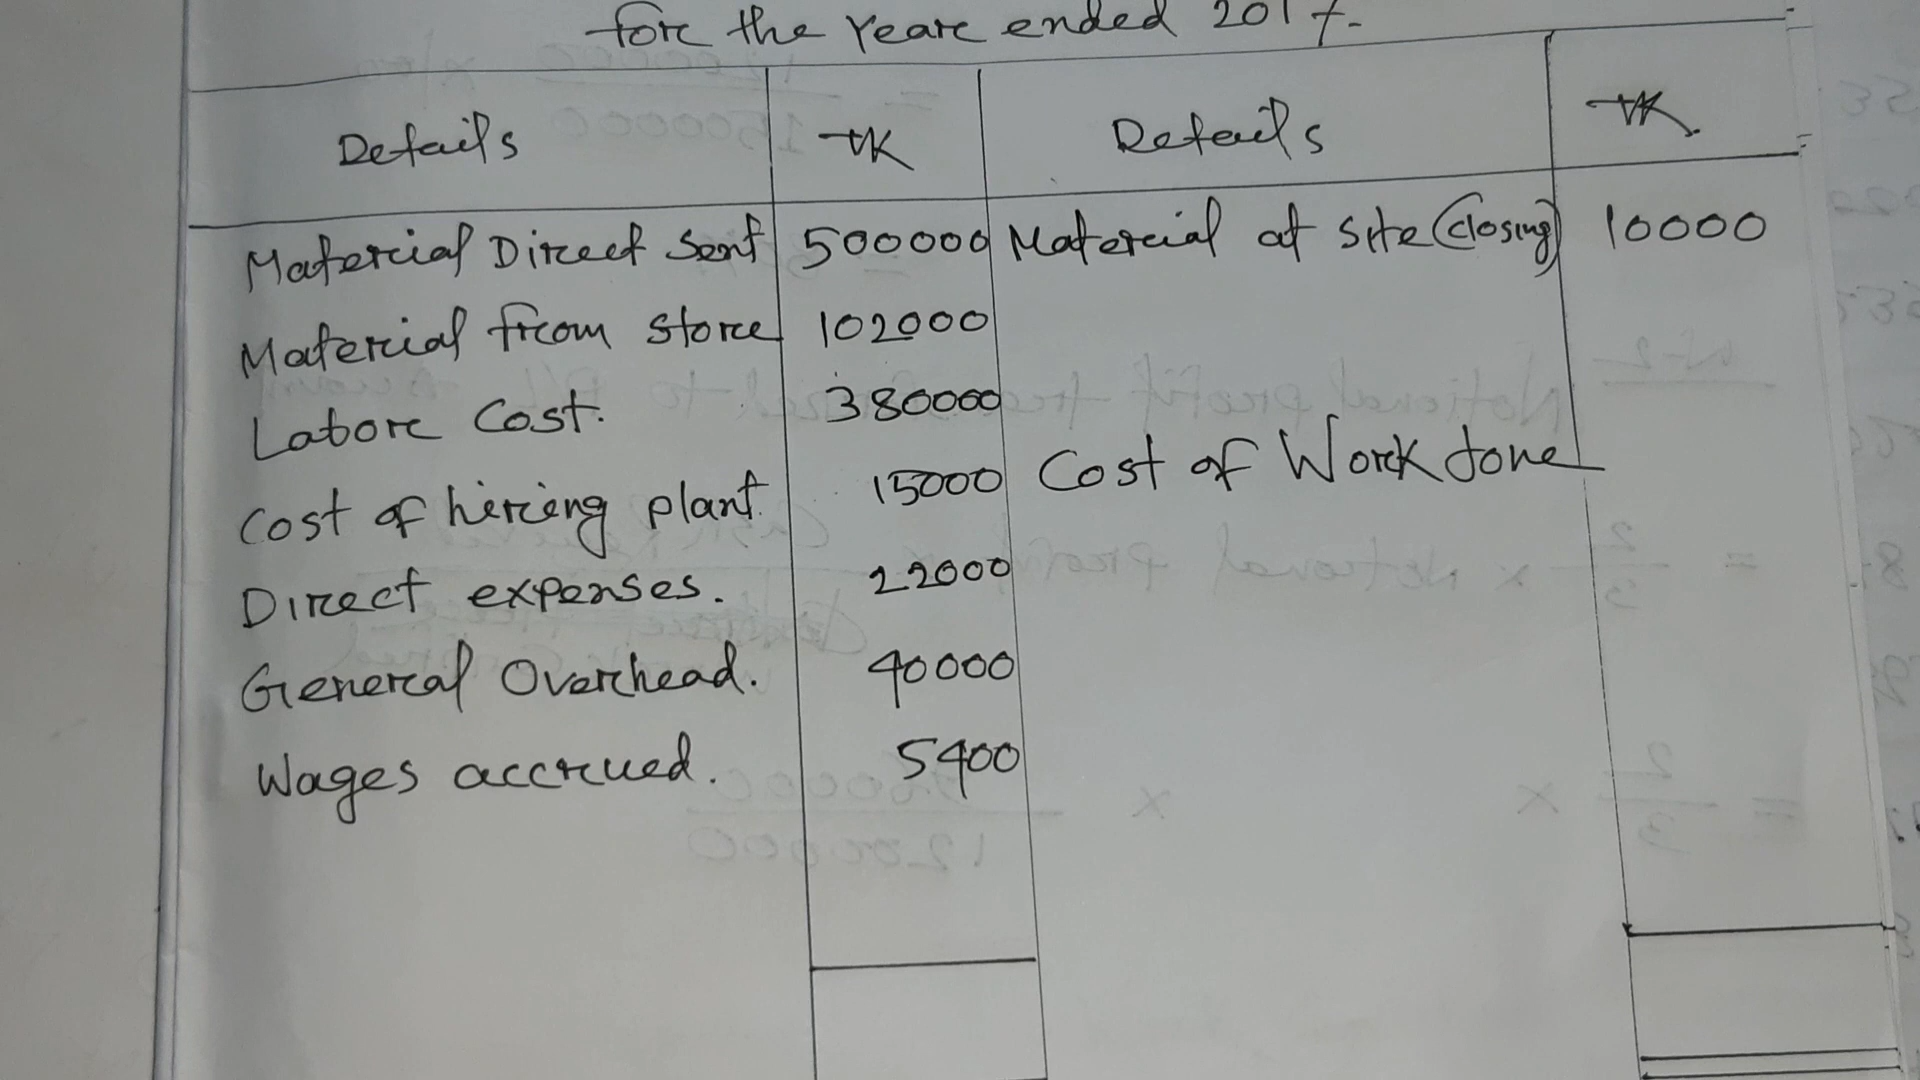 for the Year ended 2017.
Details TK Details TK.
Material Direct Sent 500000 Material at site (closing) 10000
Material from store 102000
Labor Cost. 380000
Cost of hiring plant. 15000 Cost of Work done
Direct expenses. 22000
General Overhead. 40000
Wages accrued. 5400